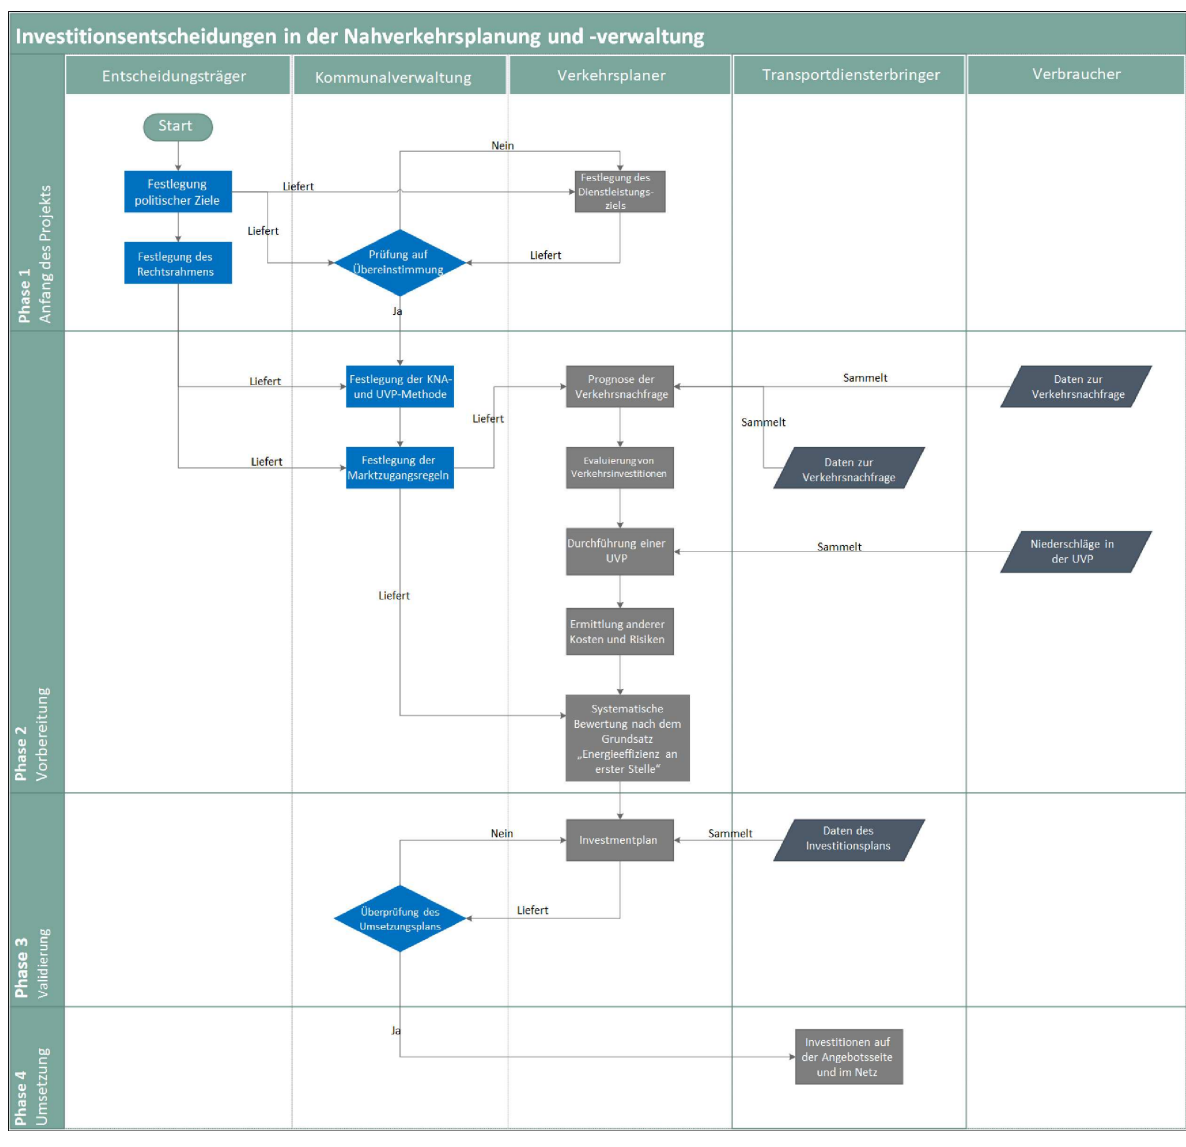 Investitionsentscheidungen in der Nahverkehrsplanung und -verwaltung
Entscheidungsträger
Kommunalverwaltung
Verkehrsplaner
Transportdiensterbringer
Verbraucher
Phase 1
Anfang des Projekts
Start
Nein
Festlegung
politischer Ziele
Liefert
Festlegung des
Dienstleistungs-
ziels
Liefert
Festlegung des
Rechtsrahmens
Prüfung auf
Übereinstimmung
Liefert
Ja
Phase 2
Vorbereitung
Liefert
Festlegung der KNA-
und UVP-Methode
Prognose der
Verkehrsnachfrage
Sammelt
Daten zur
Verkehrsnachfrage
Liefert
Sammelt
Liefert
Festlegung der
Marktzugangsregeln
Evaluierung von
Verkehrsinvestitionen
Daten zur
Verkehrsnachfrage
Durchführung einer
UVP
Sammelt
Niederschläge in
der UVP
Liefert
Ermittlung anderer
Kosten und Risiken
Systematische
Bewertung nach dem
Grundsatz
„Energieeffizienz an
erster Stelle“
Phase 3
Validierung
Nein
Investmentplan
Sammelt
Daten des
Investitionsplans
Überprüfung des
Umsetzungsplans
Liefert
Phase 4
Umsetzung
Ja
Investitionen auf
der Angebotsseite
und im Netz